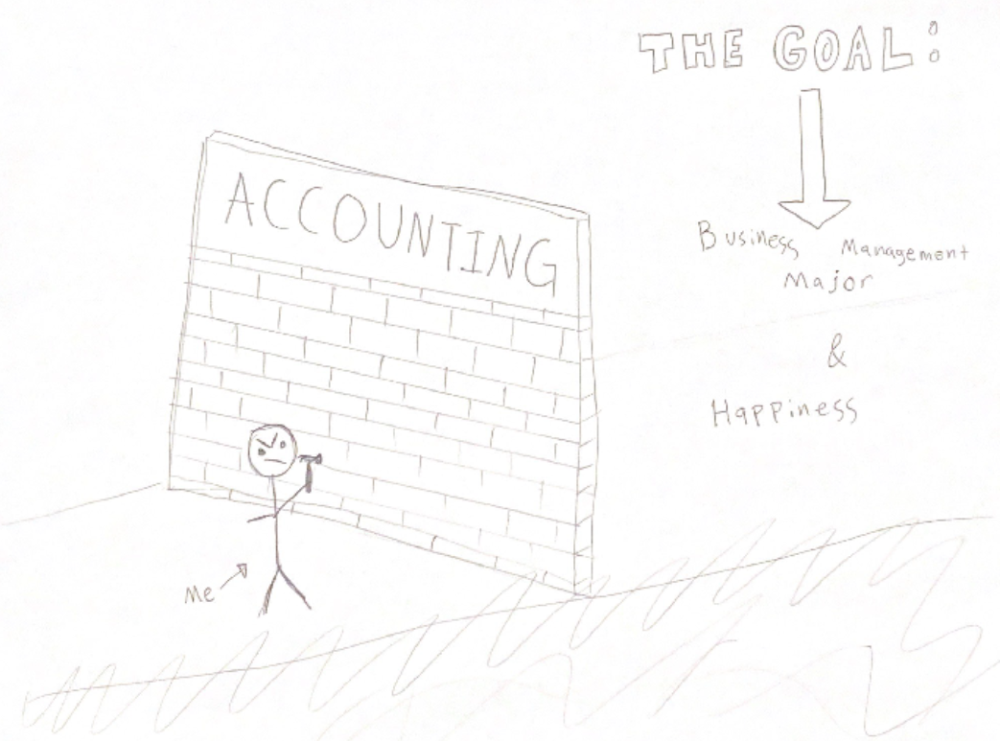 THE GOAL:
ACCOUNTING
Business Management
Major
&
Happiness
Me